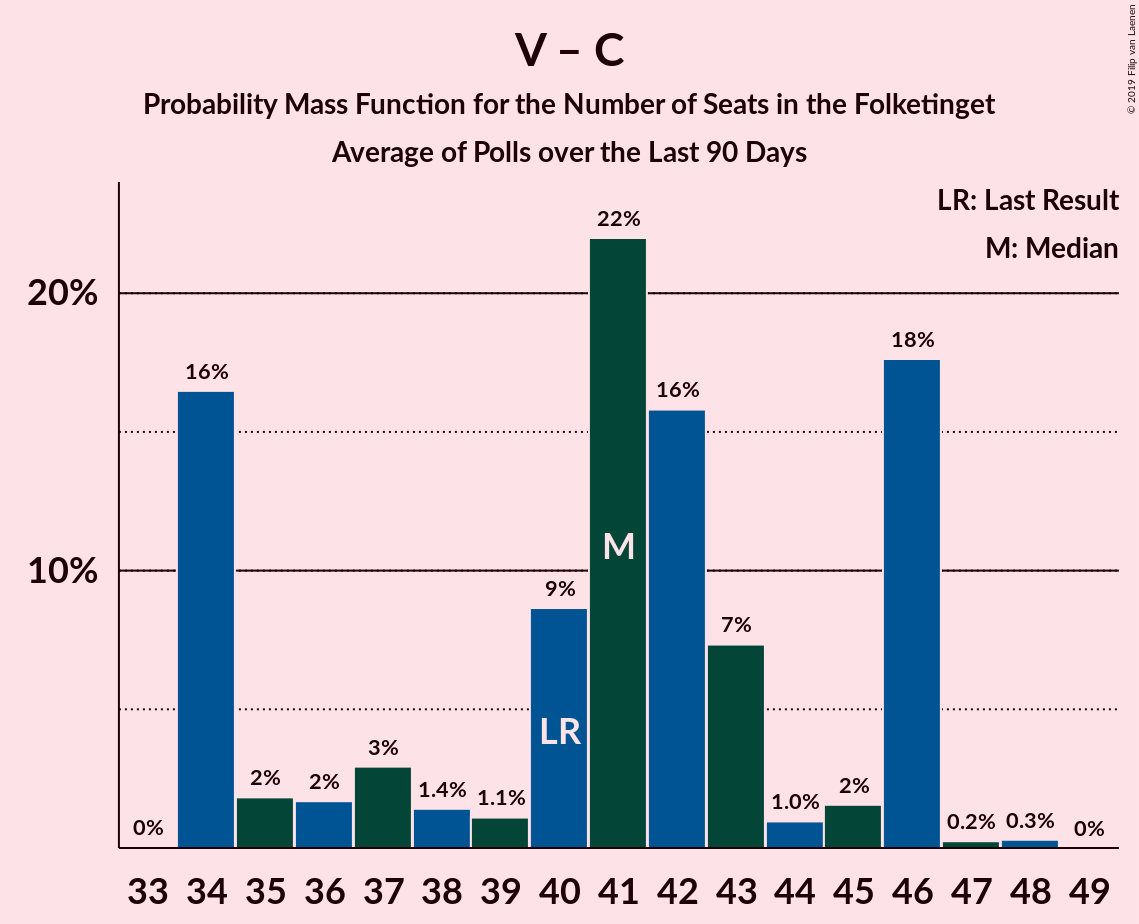 V – C
Probability Mass Function for the Number of Seats in the Folketinget
Average of Polls over the Last 90 Days
© 2019 Filip van Laenen
LR: Last Result
M: Median
20%
10%
0%
16%
2%
2%
3%
1.4%
1.1%
9%
22%
16%
7%
1.0%
2%
18%
0.2%
0.3%
0%
LR
M
33 34 35 36 37 38 39 40 41 42 43 44 45 46 47 48 49